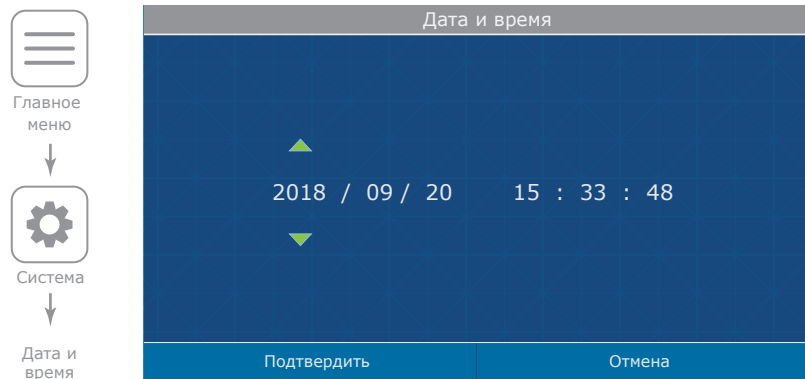 Главное
меню
Система
Дата и
время
Дата и время
2018 / 09 / 20 15 : 33 : 48
Подтвердить Отмена